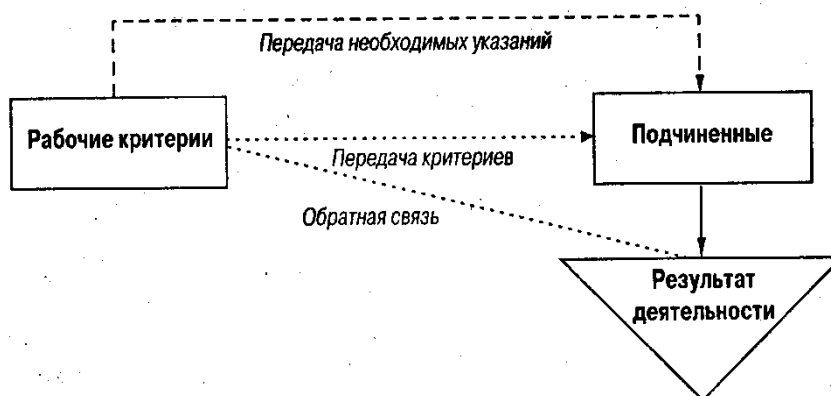 Передача необходимых указаний
Рабочие критерии
Подчиненные
Передача критериев
Обратная связь
Результат
деятельности